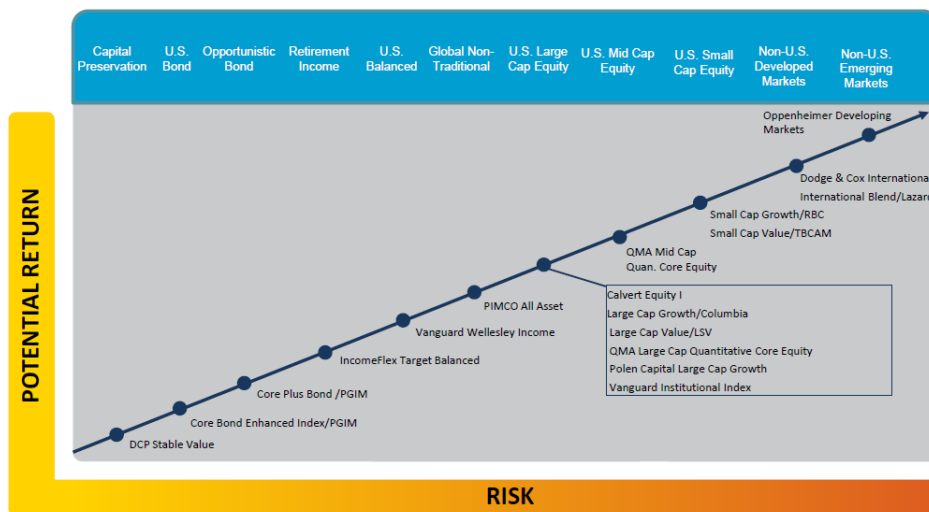 Capital
Preservation
U.S.
Bond
Opportunistic
Bond
Retirement
Income
U.S.
Balanced
Global Non-
Traditional
U.S. Large
Cap Equity
U.S. Mid Cap
Equity
U.S. Small
Cap Equity
Non-U.S.
Developed
Markets
Non-U.S.
Emerging
Markets
POTENTIAL RETURN
Oppenheimer Developing
Markets
Dodge & Cox International
International Blend/Lazard
Small Cap Growth/RBC
Small Cap Value/TBCAM
QMA Mid Cap
Quan. Core Equity
Calvert Equity I
Large Cap Growth/Columbia
Large Cap Value/LSV
QMA Large Cap Quantitative Core Equity
Polen Capital Large Cap Growth
Vanguard Institutional Index
PIMCO All Asset
Vanguard Wellesley Income
IncomeFlex Target Balanced
Core Plus Bond /PGIM
Core Bond Enhanced Index/PGIM
DCP Stable Value
RISK